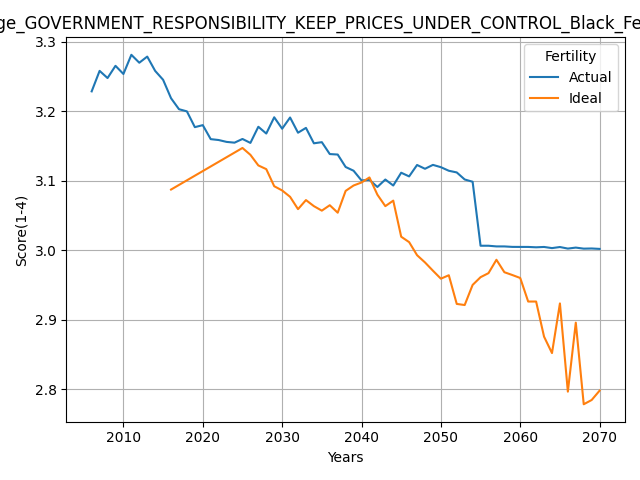 ge_GOVERNMENT_RESPONSIBILITY_KEEP_PRICES_UNDER_CONTROL_Black_Fe
3.3
3.2
3.1
3.0
2.9
2.8
Score(1-4)
Fertility
Actual
Ideal
2010 2020 2030 2040 2050 2060 2070
Years